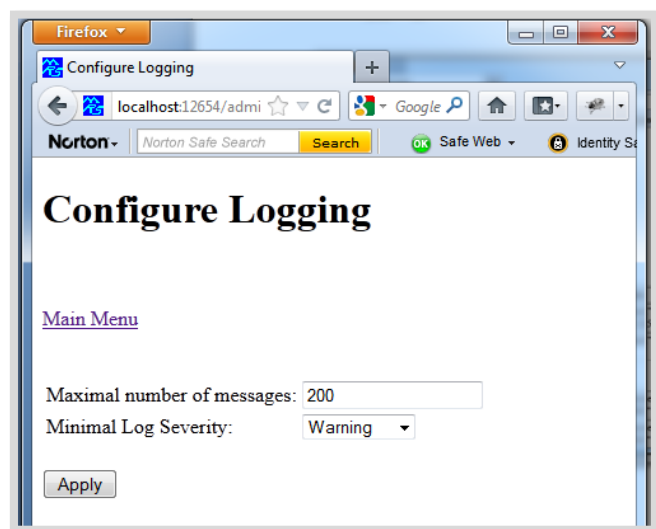 Firefox
Configure Logging
localhost:12654/admi
Google
Norton Norton Safe Search Search OK Safe Web Identity Sa
Configure Logging
Main Menu
Maximal number of messages: 200
Minimal Log Severity: Warning
Apply